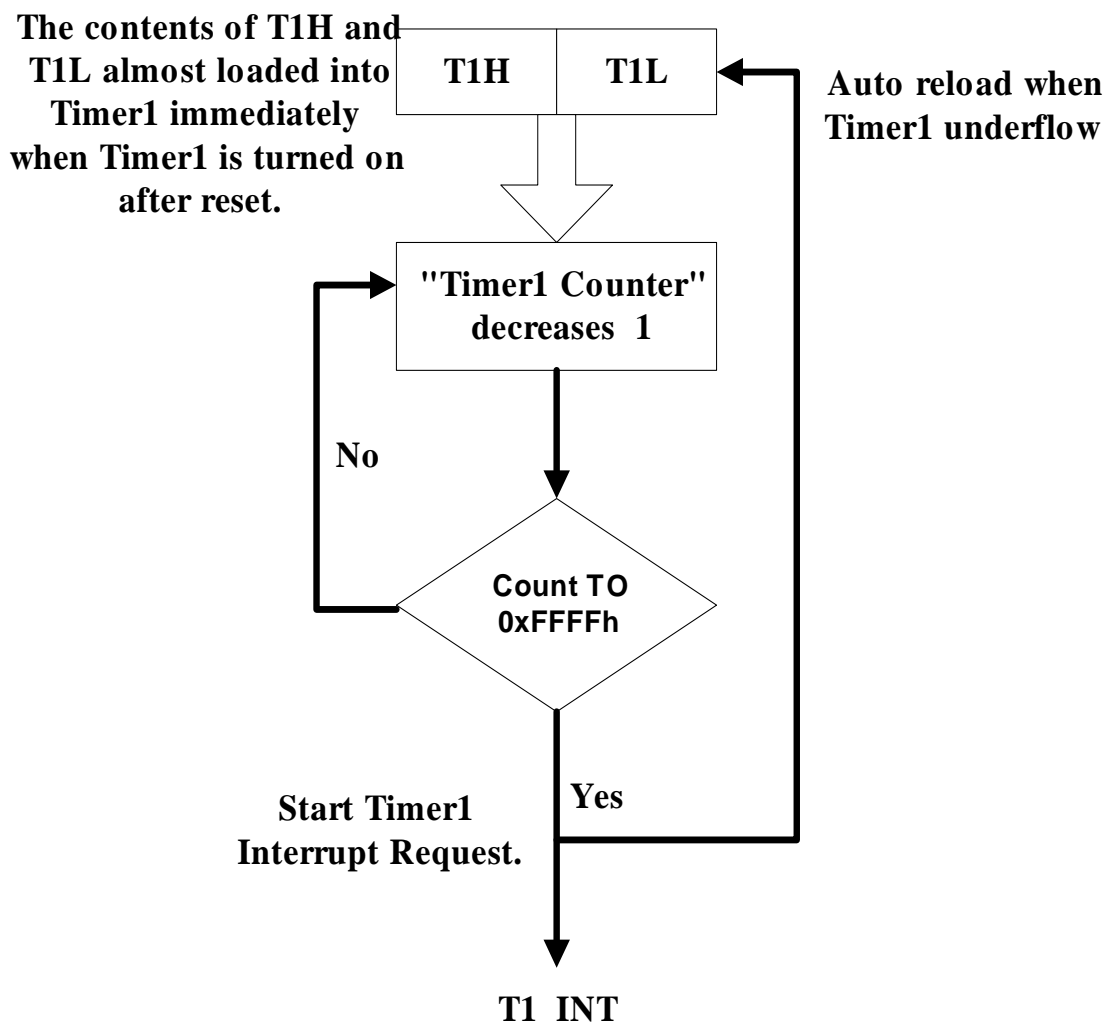 The contents of T1H and
T1L almost loaded into
Timer1 immediately
when Timer1 is turned on
after reset.
T1H
T1L
Auto reload when
Timer1 underflow
"Timer1 Counter"
decreases 1
No
Count TO
0xFFFFh
Yes
Start Timer1
Interrupt Request.
T1 INT